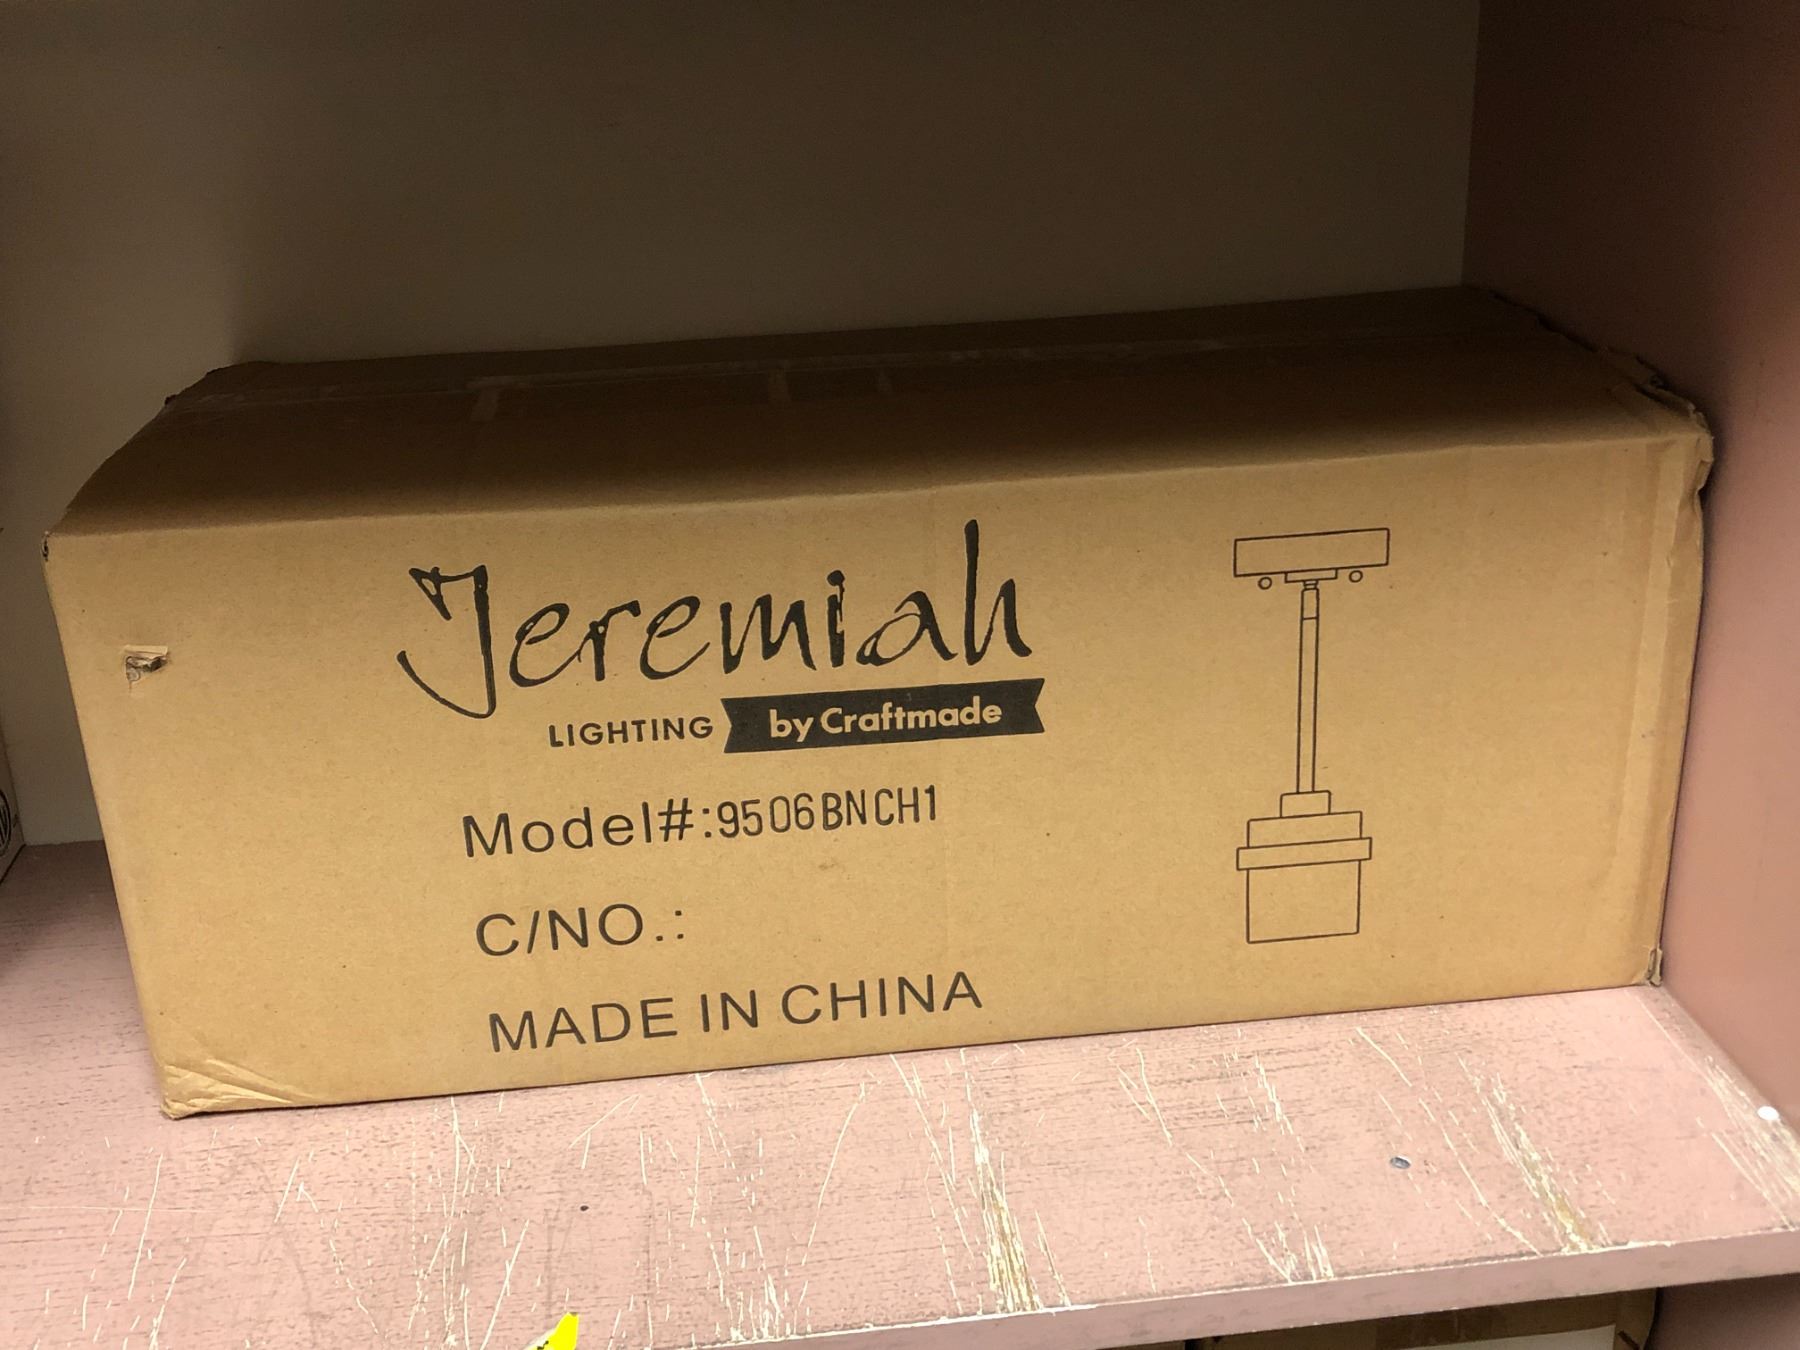 Jeremiah
LIGHTING by Craftmade
Model#:9506BNCH1
C/NO.:
MADE IN CHINA